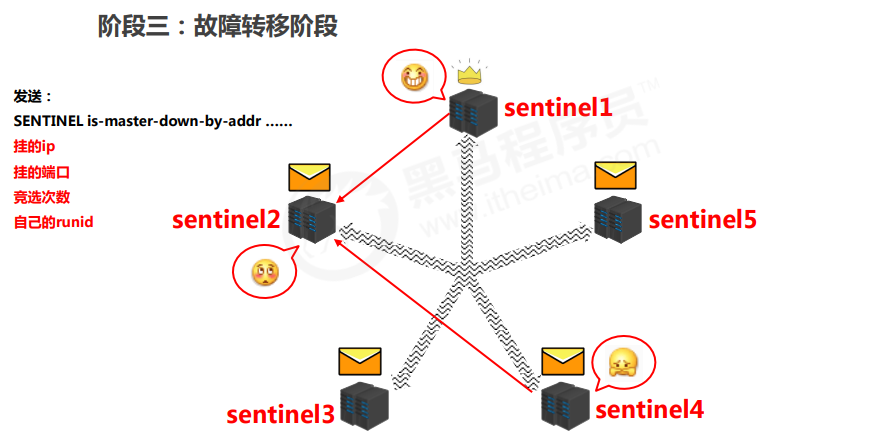 阶段三：故障转移阶段
发送：
SENTINEL is-master-down-by-addr ……
挂的ip
挂的端口
竞选次数
自己的runid
sentinel1
sentinel2
sentinel5
sentinel3
sentinel4
黑马程序员™
www.itheima.com